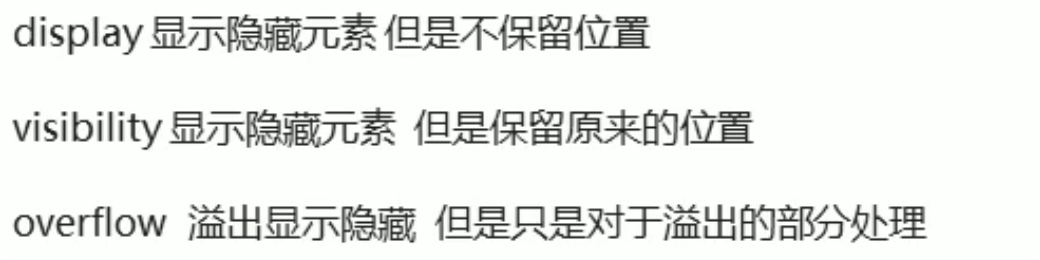 display 显示隐藏元素 但是不保留位置
visibility 显示隐藏元素 但是保留原来的位置
overflow 溢出显示隐藏 但是只是对于溢出的部分处理